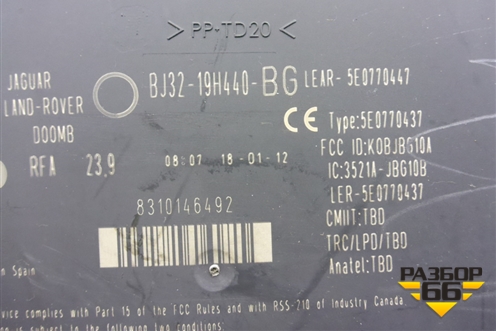 >PP-TD20<
JAGUAR
LAND-ROVER
D00MB
BJ32-19H440-BG
LEAR-5E0770447
CE Type:5E0770437
FCC ID:KOBJBG10A
IC:3521A-JBG10B
LER-5E0770437
CMIIT:TBD
TRC/LPD/TBD
Anatel:TBD
RFA 23.9
08:07 18-01-12
8310146492
n Spain
vice complies with Part 15 of the FCC Rules and with RSS-210 of Industry Canada.
РАЗБОР
66